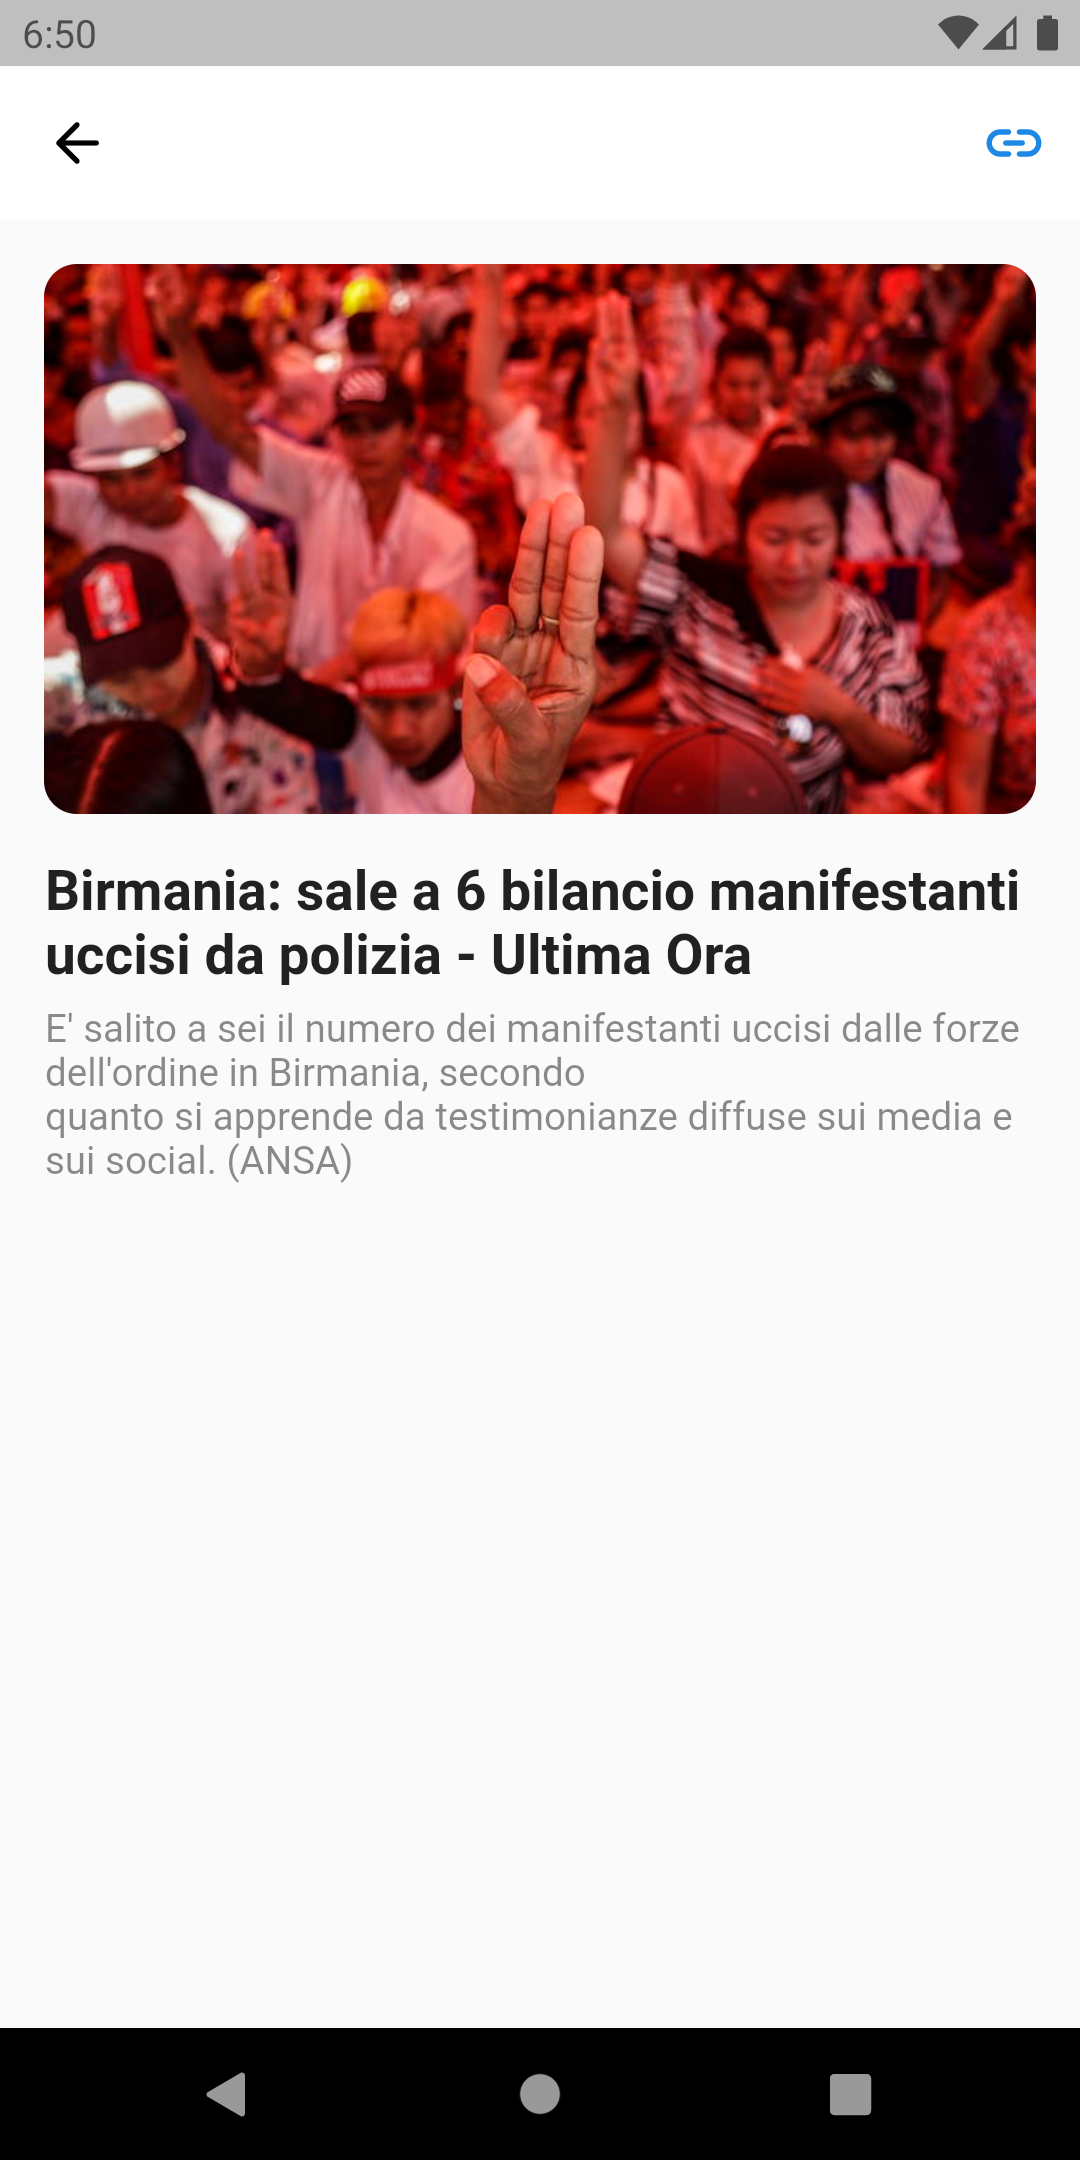 6:50
Birmania: sale a 6 bilancio manifestanti
uccisi da polizia - Ultima Ora
E' salito a sei il numero dei manifestanti uccisi dalle forze
dell'ordine in Birmania, secondo
quanto si apprende da testimonianze diffuse sui media e
sui social. (ANSA)